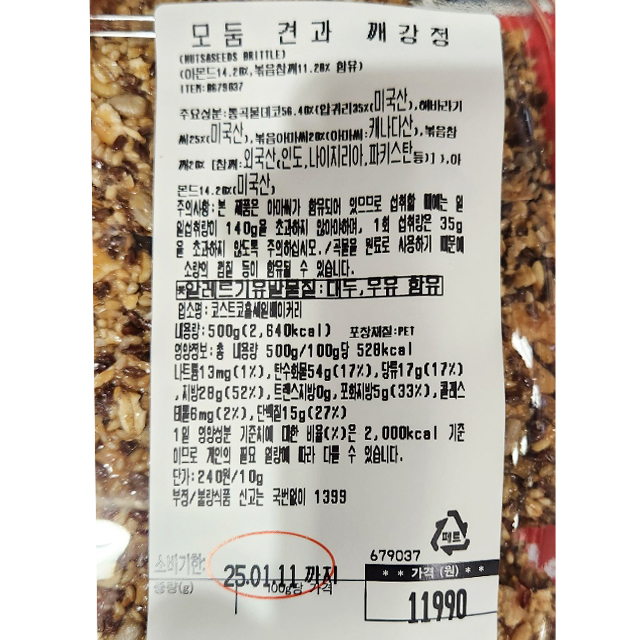 모둠 견과 깨강정
(NUTS&SEEDS BRITTLE)
(아몬드14.20%,볶음참깨11.28% 함유)
ITEM:#679037
주요성분:통곡물데코56.40%(압귀리35%(미국산),해바라기
씨25%(미국산),볶음아마씨20%(아마씨:캐나다산),볶음참
깨20% [참깨:외국산(인도,나이지리아,파키스탄등)]),아
몬드14.20%(미국산)
주의사항:본 제품은 아마씨가 함유되어 있으므로 섭취할 때에는 일
일섭취량이 140g을 초과하지 않아야하며, 1회 섭취량은 35g
을 초과하지 않도록 주의하십시오./곡물을 원료로 사용하기 때문에
소량의 껍질 등이 함유될 수 있습니다.
*알레르기유발물질:대두,우유 함유
업소명:코스트코홀세일베이커리
내용량:500g(2,640kcal) 포장재질:PET
영양정보:총 내용량 500g/100g당 528kcal
나트륨13mg(1%),탄수화물54g(17%),당류17g(17%)
,지방28g(52%),트랜스지방0g,포화지방5g(33%),콜레스
테롤6mg(2%),단백질15g(27%)
1일 영양성분 기준치에 대한 비율(%)은 2,000kcal 기준
이므로 개인의 필요 열량에 따라 다를 수 있습니다.
단가:240원/10g
부정/불량식품 신고는 국번없이 1399
페트
소비기한: 25.01.11 까지
679037
중량(g) 100g당 가격
* * 가격 (원) * *
11990